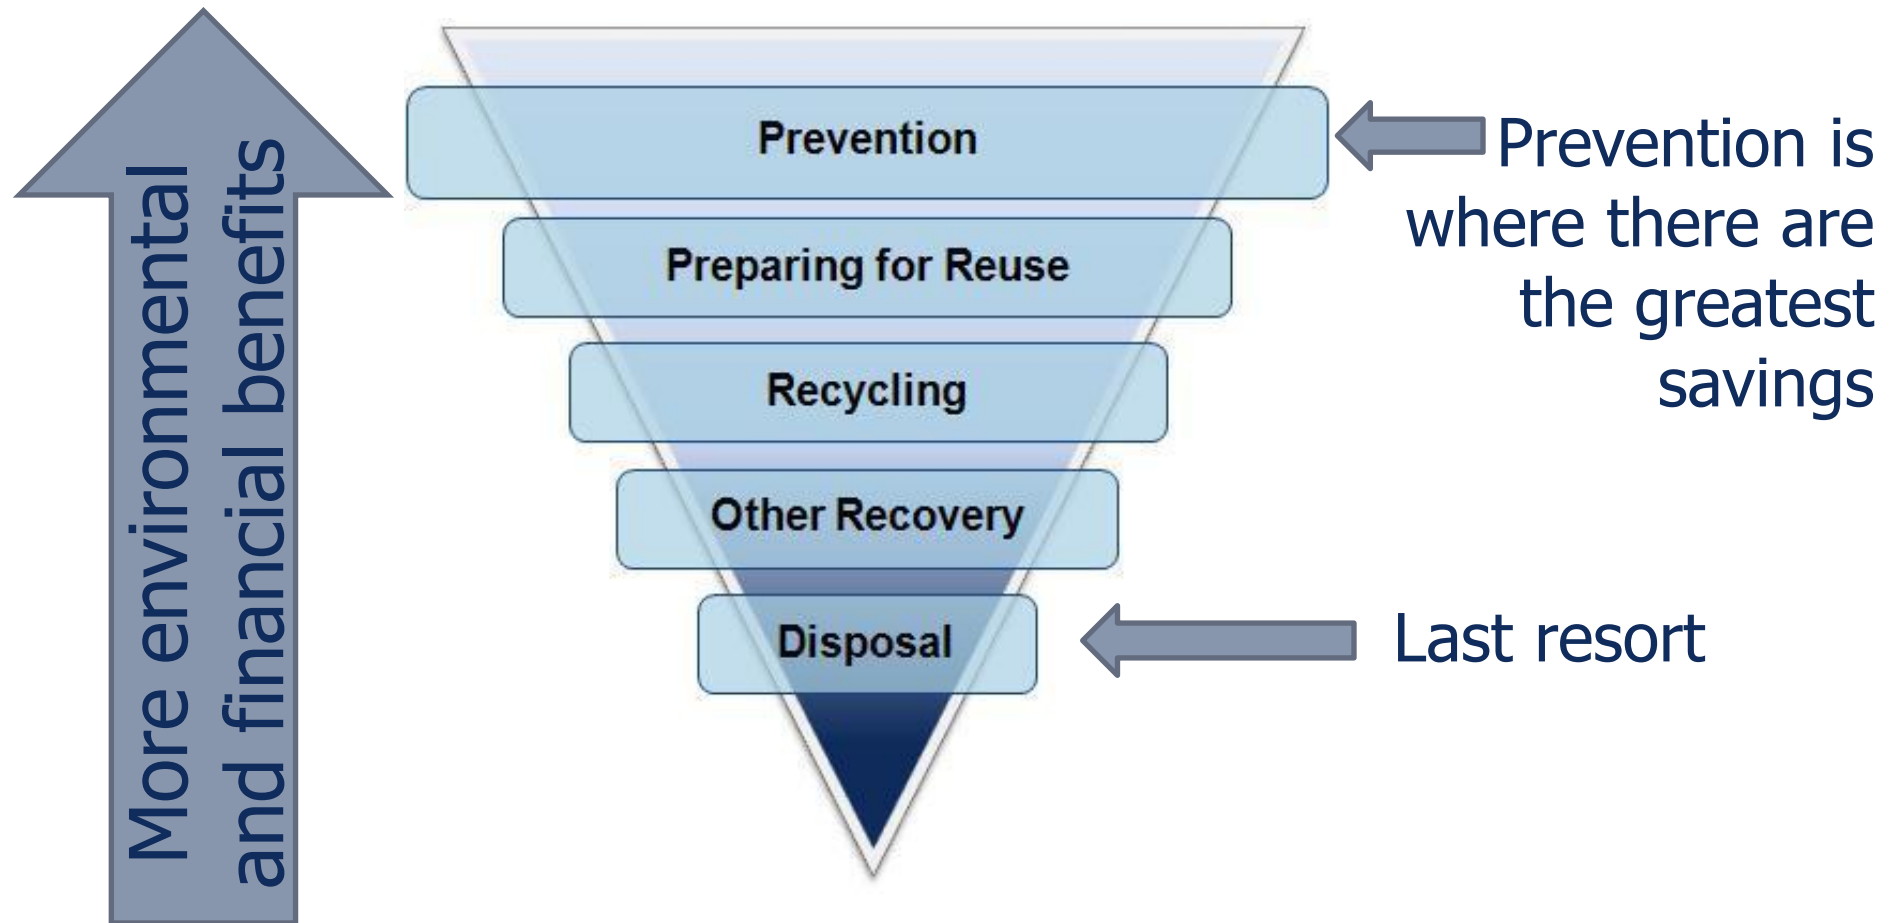 More environmental
and financial benefits
Prevention
Preparing for Reuse
Recycling
Other Recovery
Disposal
Prevention is
where there are
the greatest
savings
Last resort